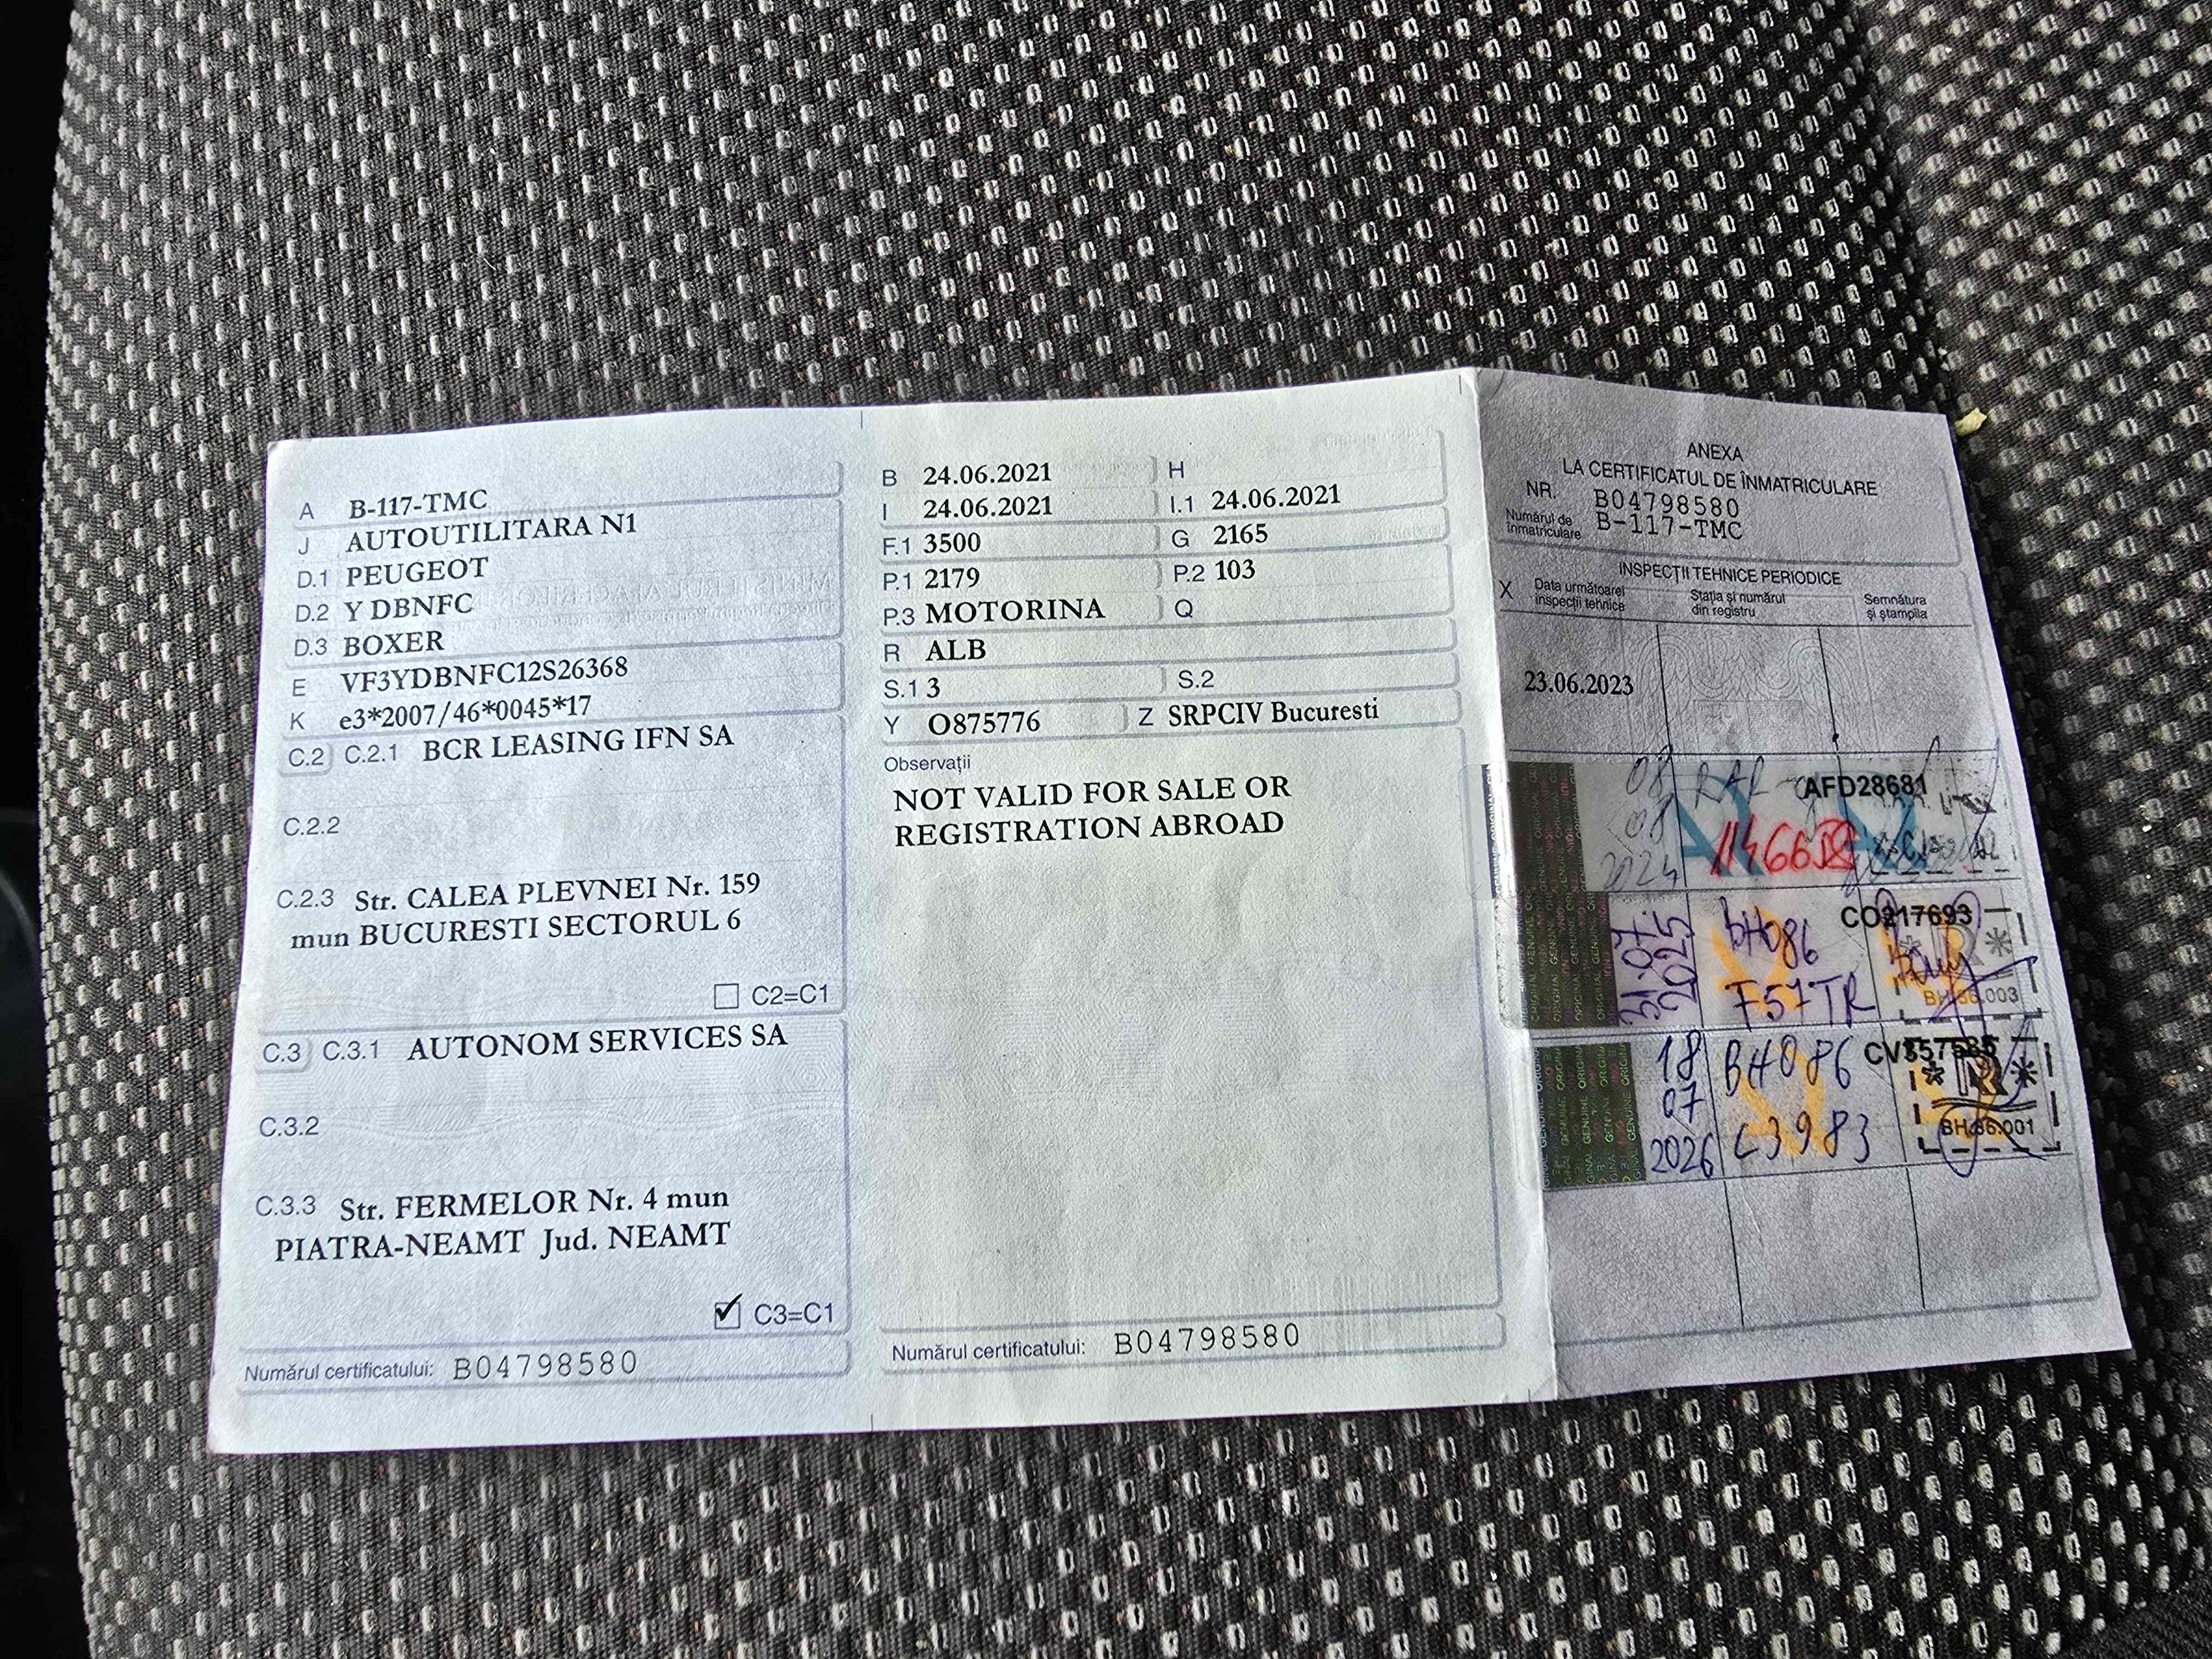 A B-117-TMC
J AUTOUTILITARA N1
D.1 PEUGEOT
D.2 Y DBNFC
D.3 BOXER
E VF3YDBNFC12S26368
K e3*2007/46*0045*17
C.2 C.2.1 BCR LEASING IFN SA
C.2.2
C.2.3 Str. CALEA PLEVNEI Nr. 159
mun BUCURESTI SECTORUL 6
C2=C1
C.3 C.3.1 AUTONOM SERVICES SA
C.3.2
C.3.3 Str. FERMELOR Nr. 4 mun
PIATRA-NEAMT Jud. NEAMT
C3=C1
Numărul certificatului: B04798580
B 24.06.2021 H
I 24.06.2021 I.1 24.06.2021
F.1 3500 G 2165
P.1 2179 P.2 103
P.3 MOTORINA Q
R ALB
S.1 3 S.2
Y O875776 Z SRPCIV Bucuresti
Observații
NOT VALID FOR SALE OR
REGISTRATION ABROAD
Numărul certificatului: B04798580
ANEXA
LA CERTIFICATUL DE ÎNMATRICULARE
NR. B04798580
Numărul de
înmatriculare B-117-TMC
INSPECȚII TEHNICE PERIODICE
X Data următoarei
inspecții tehnice
Stația și numărul
din registru
Semnătura
și ștampila
23.06.2023
08
08
2024
RAR
AFD28681
31.07
2025
BH086
F57TR
CO217693
18
07
2026
BH086
C3983
BH 86.001